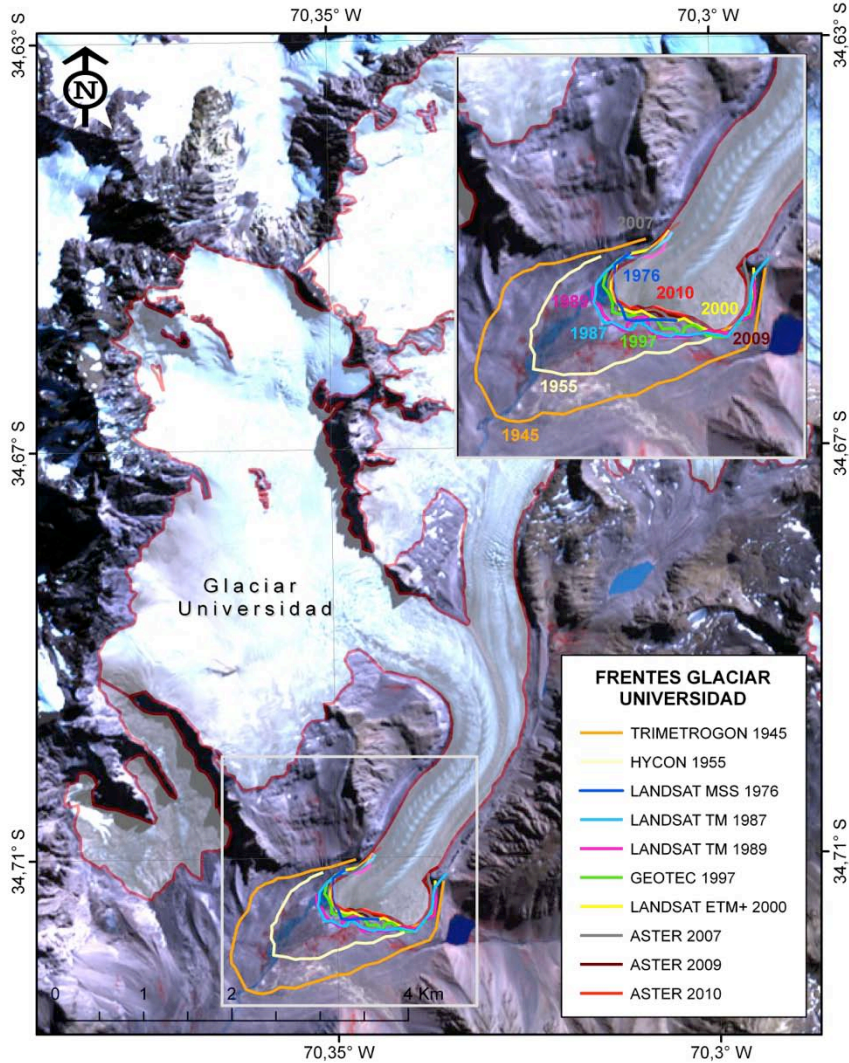 70,35° W
70,3° W
34,63° S
34,63° S
N
2007
1976
2010
1989
2000
1987
1997
2009
1955
1945
34,67° S
34,67° S
Glaciar
Universidad
FRENTES GLACIAR
UNIVERSIDAD
TRIMETROGON 1945
HYCON 1955
LANDSAT MSS 1976
LANDSAT TM 1987
LANDSAT TM 1989
GEOTEC 1997
LANDSAT ETM+ 2000
ASTER 2007
ASTER 2009
ASTER 2010
34,71° S
34,71° S
0 1 2 4 Km
70,35° W
70,3° W